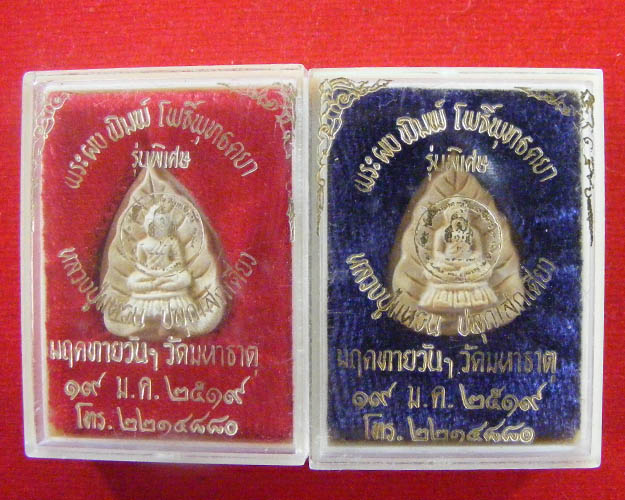 พระผง พิมพ์ โพธิ์พุทธคยา
รุ่นพิเศษ
หลวงปู่แหวน ปลุกเสกเดี่ยว
มฤคทายวันฯ วัดมหาธาตุ
๑๙ ม.ค. ๒๕๑๙
โทร. ๒๒๑๔๘๘๐
พระผง พิมพ์ โพธิ์พุทธคยา
รุ่นพิเศษ
หลวงปู่แหวน ปลุกเสกเดี่ยว
มฤคทายวันฯ วัดมหาธาตุ
๑๙ ม.ค. ๒๕๑๙
โทร. ๒๒๑๔๘๘๐